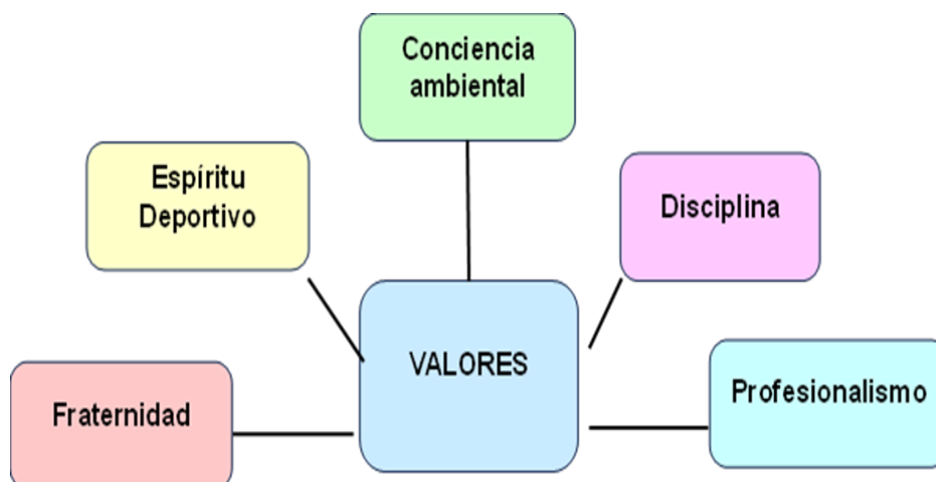 Conciencia
ambiental
Espíritu
Deportivo
Disciplina
VALORES
Fraternidad
Profesionalismo